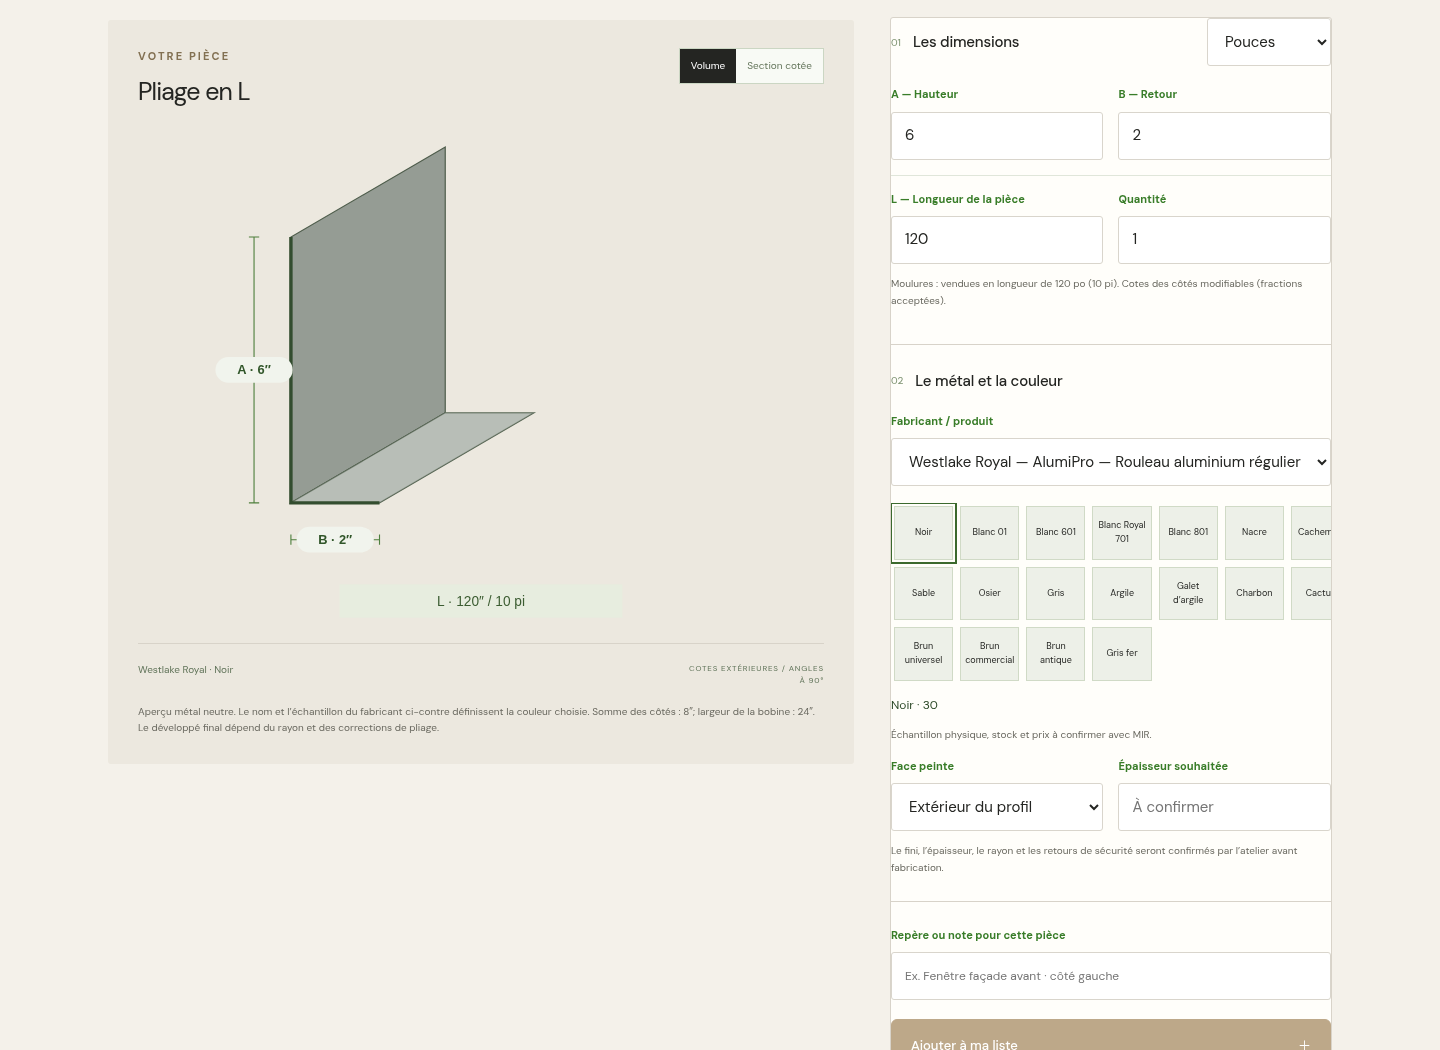 VOTRE PIÈCE
Pliage en L
Volume
Section cotée
A · 6″
B · 2″
L · 120″ / 10 pi
Westlake Royal · Noir
COTES EXTÉRIEURES / ANGLES
À 90°
Aperçu métal neutre. Le nom et l’échantillon du fabricant ci-contre définissent la couleur choisie. Somme des côtés : 8″; largeur de la bobine : 24″.
Le développé final dépend du rayon et des corrections de pliage.
01 Les dimensions
Pouces
A — Hauteur
B — Retour
6
2
L — Longueur de la pièce
Quantité
120
1
Moulures : vendues en longueur de 120 po (10 pi). Cotes des côtés modifiables (fractions
acceptées).
02 Le métal et la couleur
Fabricant / produit
Westlake Royal — AlumiPro — Rouleau aluminium régulier
Noir
Blanc 01
Blanc 601
Blanc Royal
701
Blanc 801
Nacre
Cachem
Sable
Osier
Gris
Argile
Galet
d’argile
Charbon
Cactu
Brun
universel
Brun
commercial
Brun
antique
Gris fer
Noir · 30
Échantillon physique, stock et prix à confirmer avec MIR.
Face peinte
Épaisseur souhaitée
Extérieur du profil
À confirmer
Le fini, l’épaisseur, le rayon et les retours de sécurité seront confirmés par l’atelier avant
fabrication.
Repère ou note pour cette pièce
Ex. Fenêtre façade avant · côté gauche
Ajouter à ma liste +